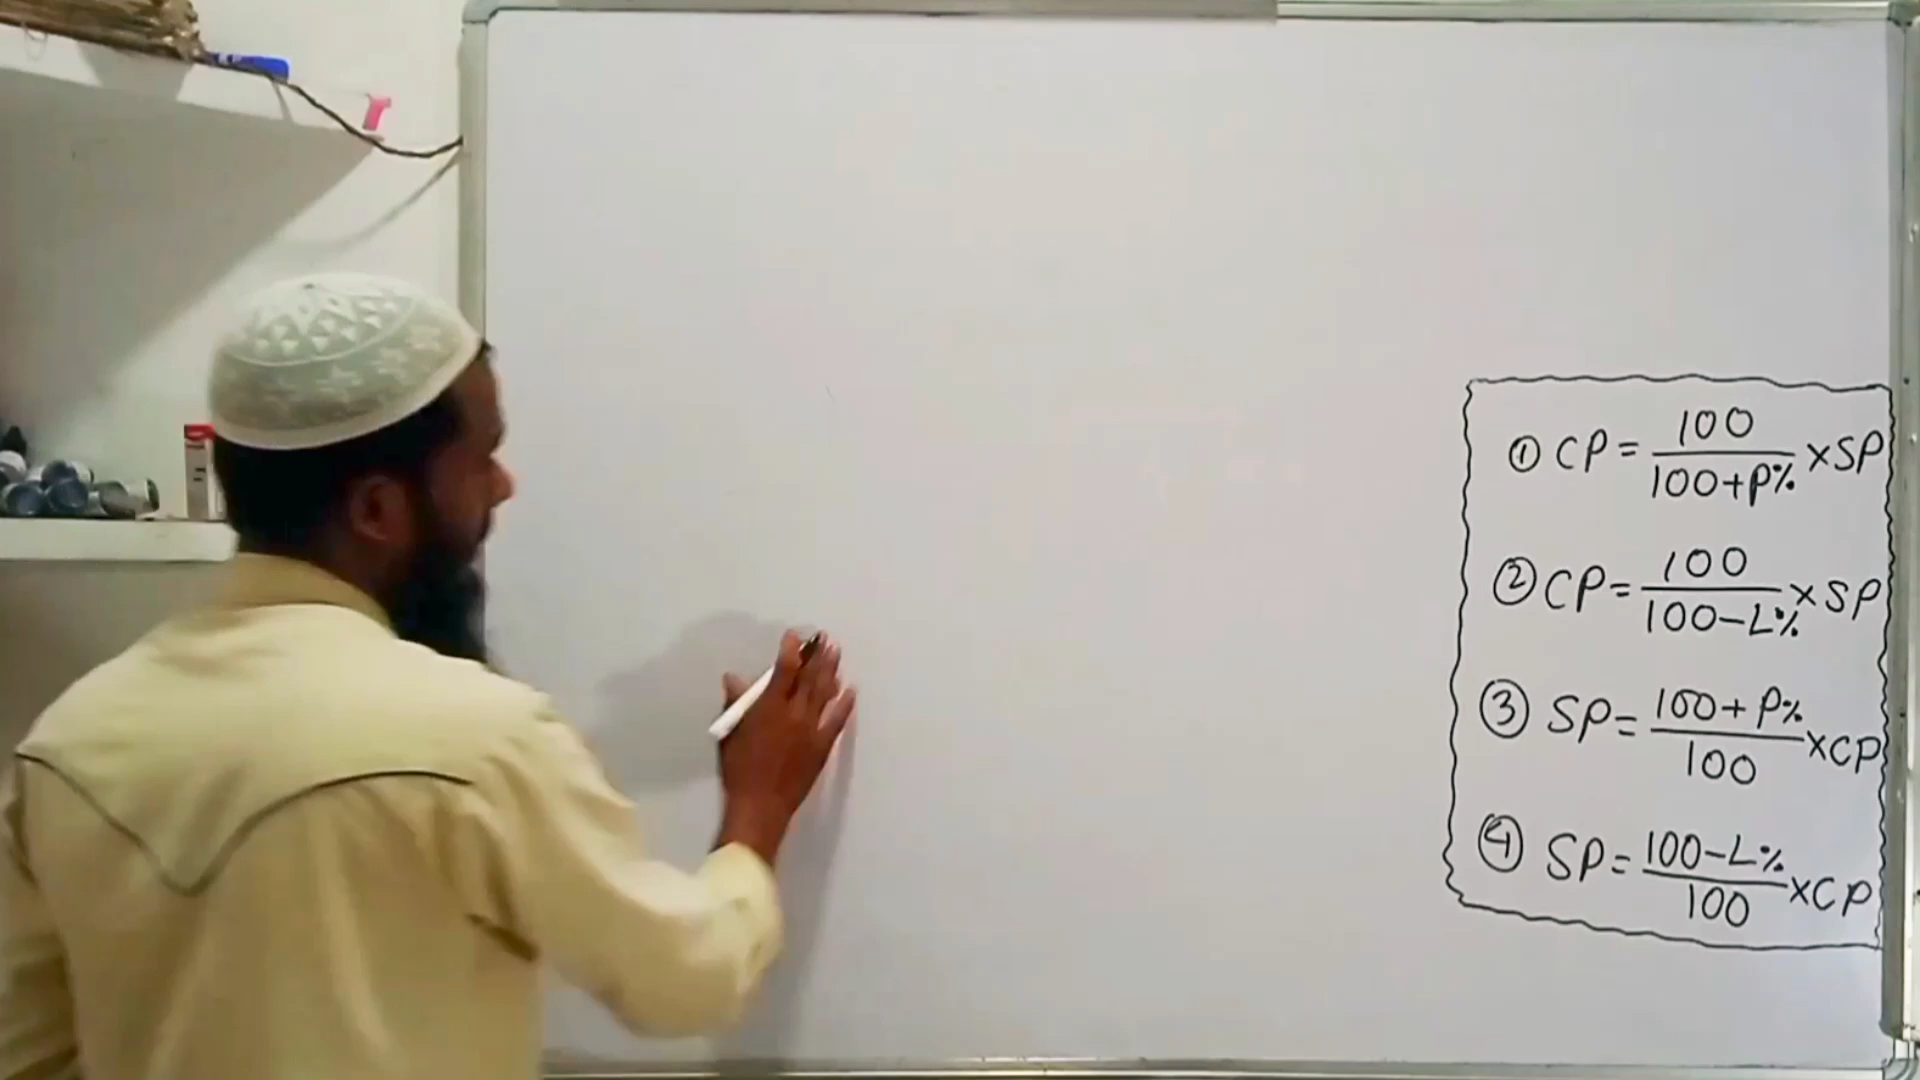 ① CP = 100 / 100+P% × SP
② CP = 100 / 100-L% × SP
③ SP = 100+P% / 100 × CP
④ SP = 100-L% / 100 × CP